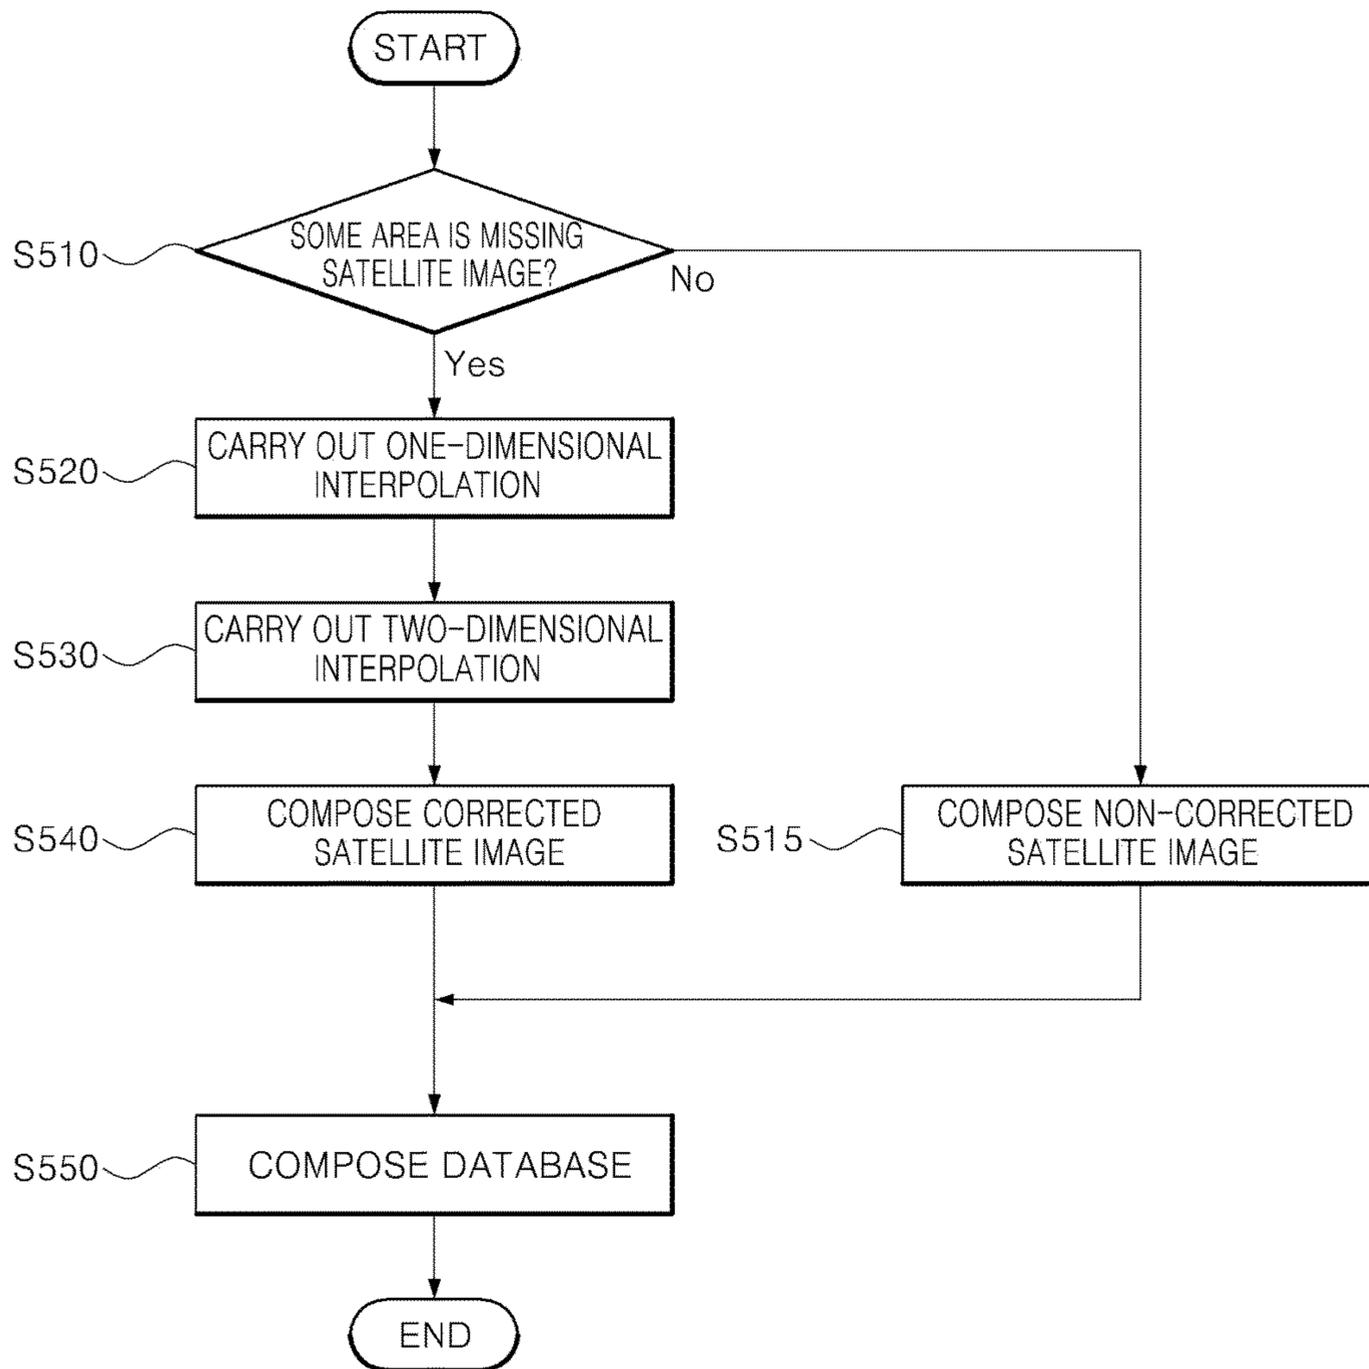 START
S510
SOME AREA IS MISSING
SATELLITE IMAGE?
No
Yes
S520
CARRY OUT ONE-DIMENSIONAL
INTERPOLATION
S530
CARRY OUT TWO-DIMENSIONAL
INTERPOLATION
S540
COMPOSE CORRECTED
SATELLITE IMAGE
S515
COMPOSE NON-CORRECTED
SATELLITE IMAGE
S550
COMPOSE DATABASE
END